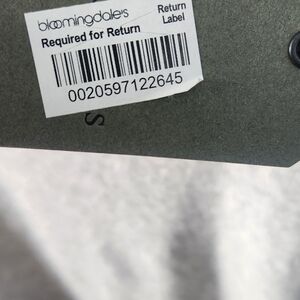 bloomingdale's Return
Required for Return Label
0020597122645
S